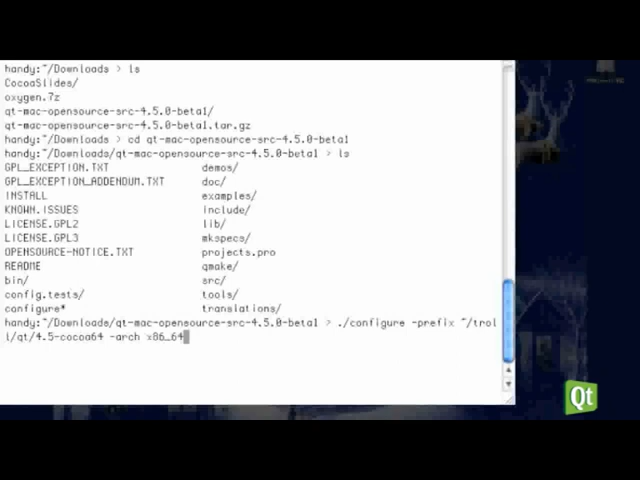 handy:~/Downloads > ls
CocoaSlides/
oxygen.7z
qt-mac-opensource-src-4.5.0-beta1/
qt-mac-opensource-src-4.5.0-beta1.tar.gz
handy:~/Downloads > cd qt-mac-opensource-src-4.5.0-beta1
handy:~/Downloads/qt-mac-opensource-src-4.5.0-beta1 > ls
GPL_EXCEPTION.TXT demos/
GPL_EXCEPTION_ADDENDUM.TXT doc/
INSTALL examples/
KNOWN.ISSUES include/
LICENSE.GPL2 lib/
LICENSE.GPL3 mkspecs/
OPENSOURCE-NOTICE.TXT projects.pro
README qmake/
bin/ src/
config.tests/ tools/
configure* translations/
handy:~/Downloads/qt-mac-opensource-src-4.5.0-beta1 > ./configure -prefix ~/trol
l/qt/4.5-cocoa64 -arch x86_64
Qt